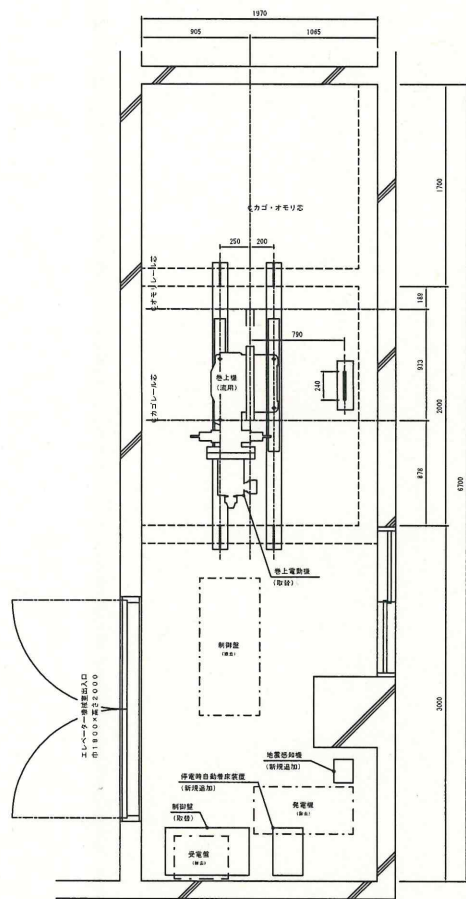 1970
905
1065
1700
℄カゴ・オモリ芯
℄オモリレール芯
250
200
189
790
巻上機
(流用)
240
933
2000
℄カゴレール芯
878
6700
巻上電動機
(取替)
制御盤
(撤去)
エレベーター機械室出入口
巾1800×高さ2000
3000
地震感知機
(新規追加)
停電時自動着床装置
(新規追加)
発電機
(撤去)
制御盤
(取替)
受電盤
(撤去)